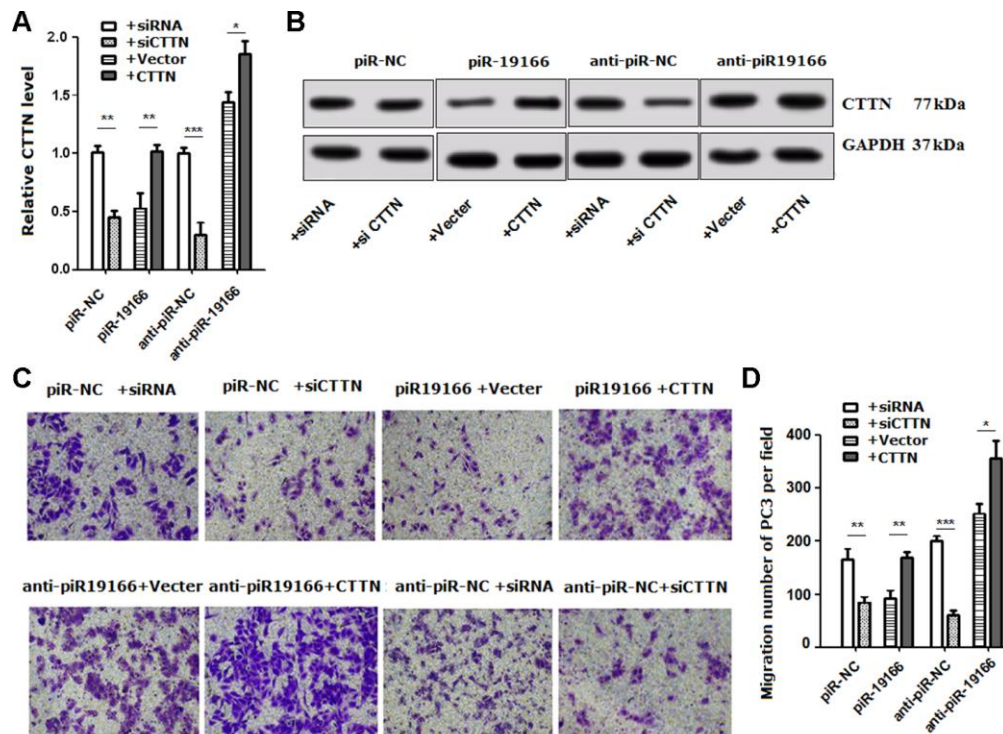 A
+siRNA
+siCTTN
+Vector
+CTTN
Relative CTTN level
2.0
1.5
1.0
0.5
0.0
** ** *** *
piR-NC
piR-19166
anti-piR-NC
anti-piR-19166
B
piR-NC piR-19166 anti-piR-NC anti-piR19166
CTTN 77kDa
GAPDH 37kDa
+siRNA
+si CTTN
+Vecter
+CTTN
+siRNA
+si CTTN
+Vecter
+CTTN
C
piR-NC +siRNA piR-NC +siCTTN piR19166 +Vecter piR19166 +CTTN
anti-piR19166+Vecter anti-piR19166+CTTN anti-piR-NC +siRNA anti-piR-NC+siCTTN
D
+siRNA
+siCTTN
+Vector
+CTTN
Migration number of PC3 per field
400
300
200
100
0
** ** *** *
piR-NC
piR-19166
anti-piR-NC
anti-piR-19166